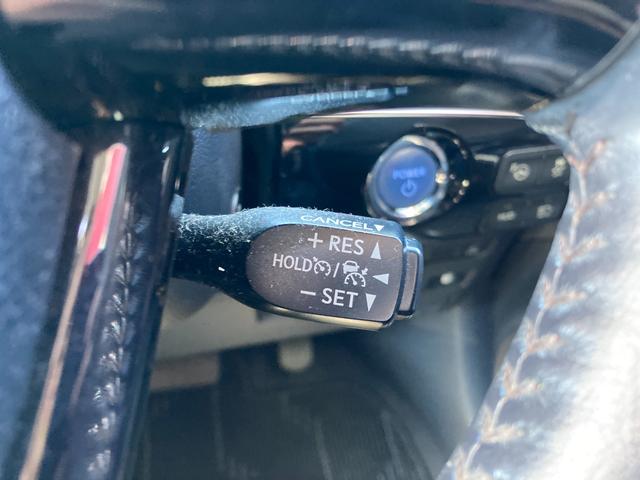 CANCEL▼
+ RES ▲
HOLD / ◀
− SET ▼
POWER